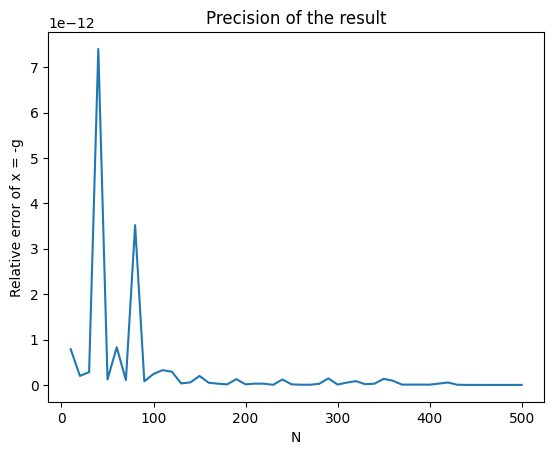 Precision of the result
1e−12
7
6
5
4
3
2
1
0
Relative error of x = -g
0 100 200 300 400 500
N